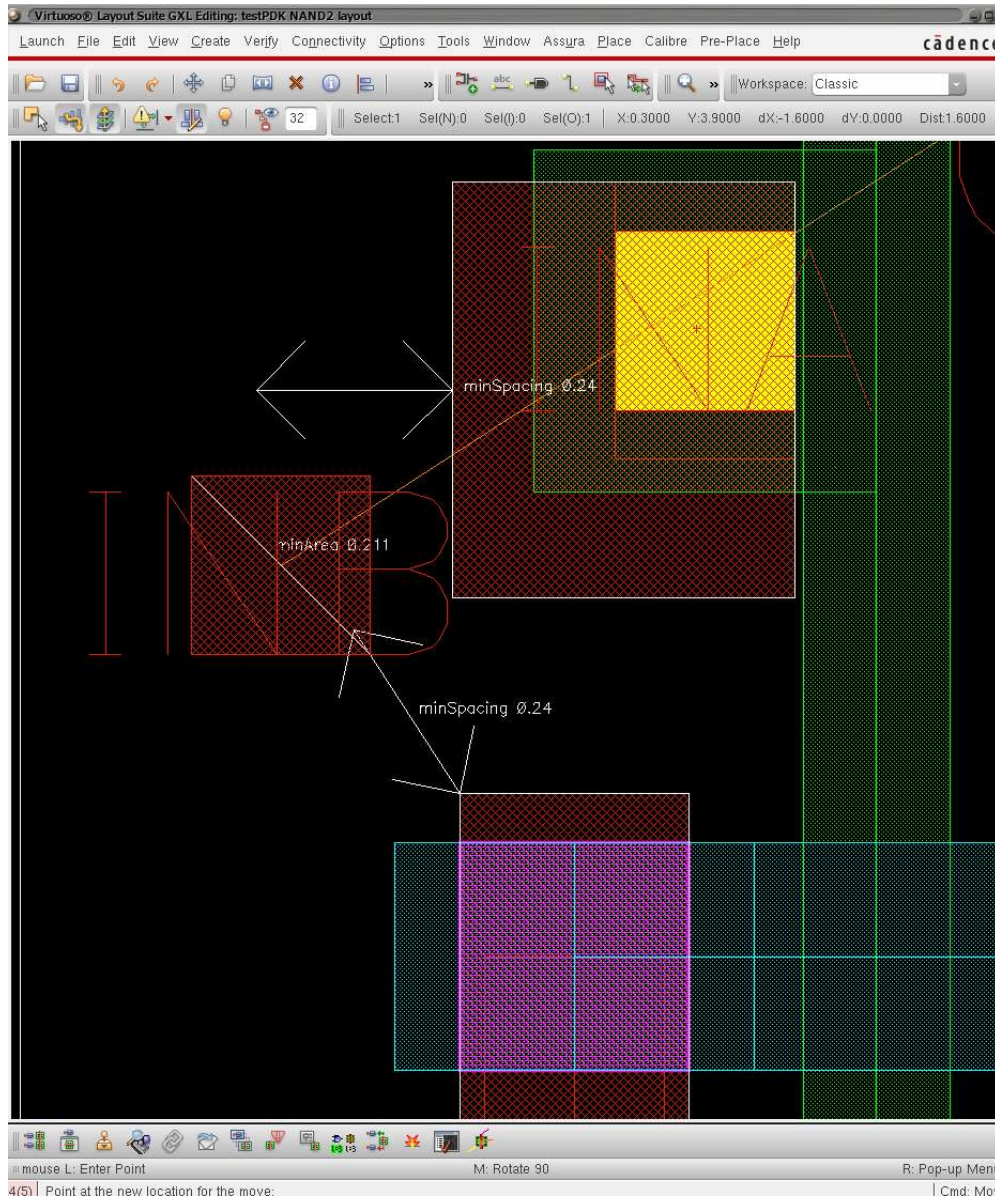 Virtuoso® Layout Suite GXL Editing: testPDK NAND2 layout
Launch File Edit View Create Verify Connectivity Options Tools Window Assura Place Calibre Pre-Place Help
cādence
» abc » Workspace: Classic
32 Select:1 Sel(N):0 Sel(I):0 Sel(O):1 X:0.3000 Y:3.9000 dX:-1.6000 dY:0.0000 Dist:1.6000
INA
minSpacing 0.24
INB
minArea 0.211
minSpacing 0.24
mouse L: Enter Point M: Rotate 90 R: Pop-up Menu
4(5) Point at the new location for the move: Cmd: Mov